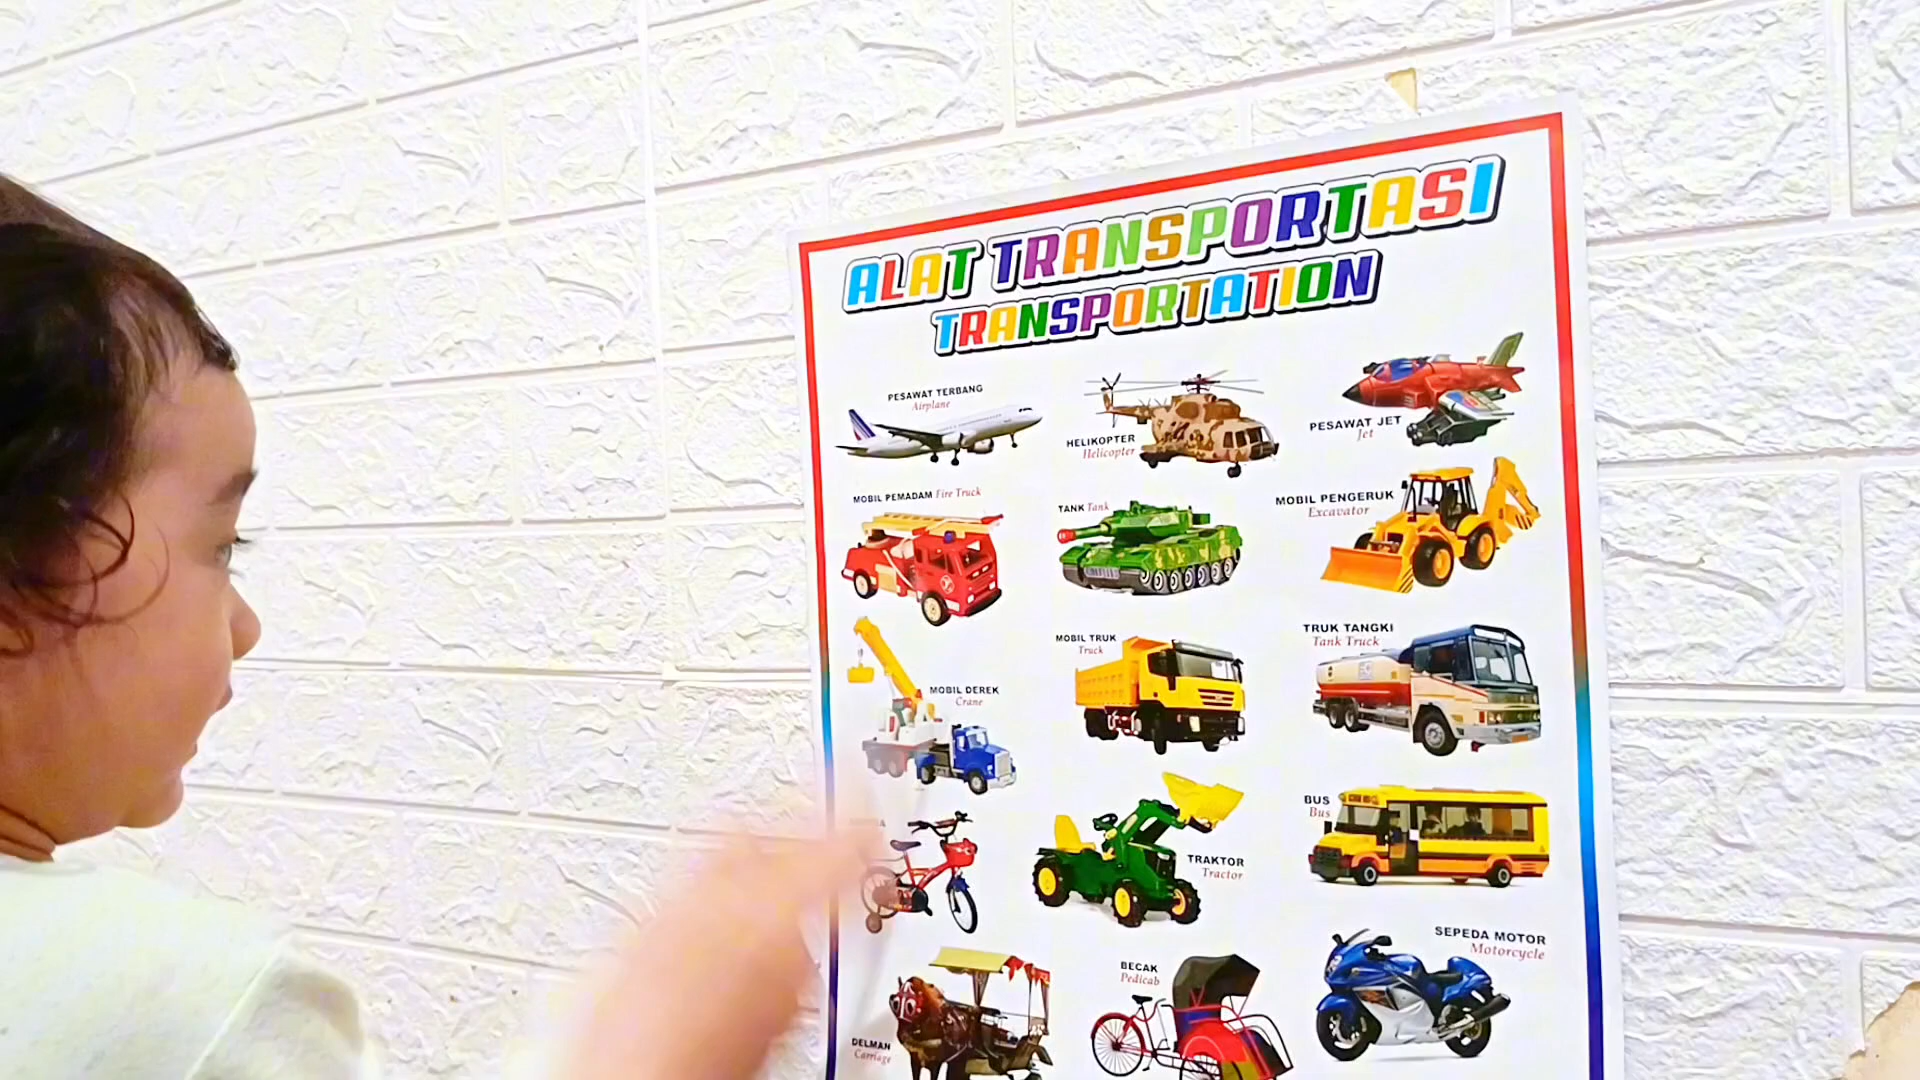 ALAT TRANSPORTASI
TRANSPORTATION
PESAWAT TERBANG
Airplane
HELIKOPTER
Helicopter
PESAWAT JET
Jet
MOBIL PEMADAM Fire Truck
TANK Tank
MOBIL PENGERUK
Excavator
MOBIL DEREK
Crane
MOBIL TRUK
Truck
TRUK TANGKI
Tank Truck
TRAKTOR
Tractor
BUS
Bus
DELMAN
Carriage
BECAK
Pedicab
SEPEDA MOTOR
Motorcycle